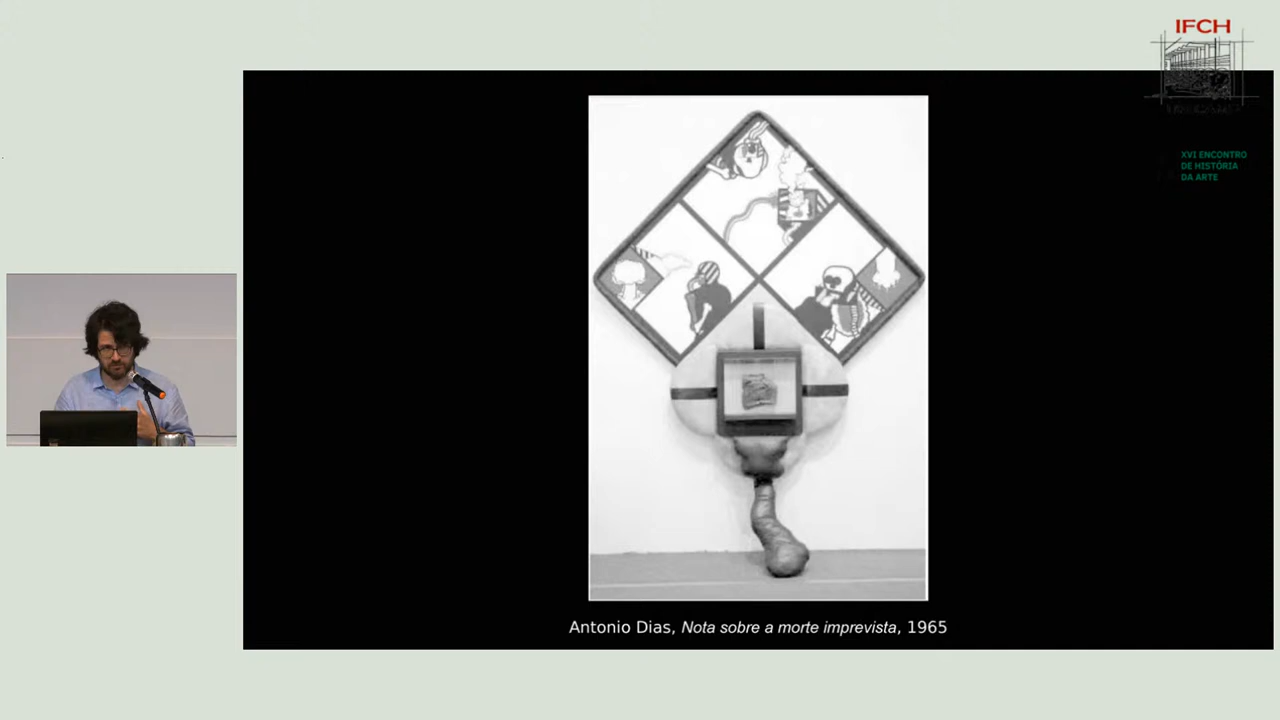 IFCH
XVI ENCONTRO
DE HISTÓRIA
DA ARTE
Antonio Dias, Nota sobre a morte imprevista, 1965